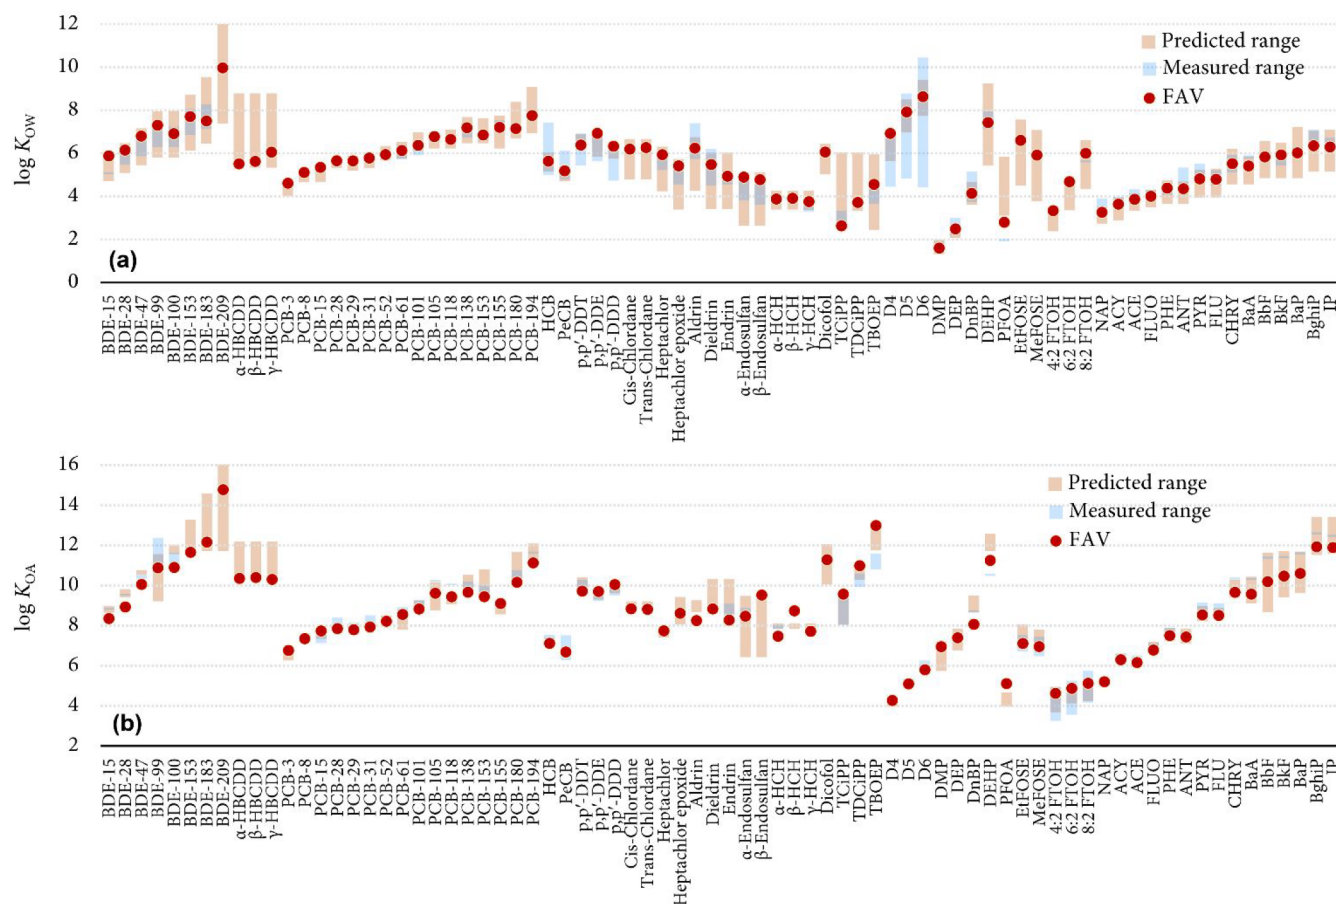 (a)
12
10
8
6
4
2
0
log KOW
Predicted range
Measured range
FAV
BDE-15
BDE-28
BDE-47
BDE-99
BDE-100
BDE-153
BDE-183
BDE-209
α-HBCDD
β-HBCDD
γ-HBCDD
PCB-3
PCB-8
PCB-15
PCB-28
PCB-29
PCB-31
PCB-52
PCB-61
PCB-101
PCB-105
PCB-118
PCB-138
PCB-153
PCB-155
PCB-180
PCB-194
HCB
PeCB
p,p′-DDT
p,p′-DDE
p,p′-DDD
Cis-Chlordane
Trans-Chlordane
Heptachlor
Heptachlor epoxide
Aldrin
Dieldrin
Endrin
α-Endosulfan
β-Endosulfan
α-HCH
β-HCH
γ-HCH
Dicofol
TCiPP
TDCiPP
TBOEP
D4
D5
D6
DMP
DEP
DnBP
DEHP
PFOA
EtFOSE
MeFOSE
4:2 FTOH
6:2 FTOH
8:2 FTOH
NAP
ACY
ACE
FLUO
PHE
ANT
PYR
FLU
CHRY
BaA
BbF
BkF
BaP
BghiP
IP
(b)
16
14
12
10
8
6
4
2
log KOA
Predicted range
Measured range
FAV
BDE-15
BDE-28
BDE-47
BDE-99
BDE-100
BDE-153
BDE-183
BDE-209
α-HBCDD
β-HBCDD
γ-HBCDD
PCB-3
PCB-8
PCB-15
PCB-28
PCB-29
PCB-31
PCB-52
PCB-61
PCB-101
PCB-105
PCB-118
PCB-138
PCB-153
PCB-155
PCB-180
PCB-194
HCB
PeCB
p,p′-DDT
p,p′-DDE
p,p′-DDD
Cis-Chlordane
Trans-Chlordane
Heptachlor
Heptachlor epoxide
Aldrin
Dieldrin
Endrin
α-Endosulfan
β-Endosulfan
α-HCH
β-HCH
γ-HCH
Dicofol
TCiPP
TDCiPP
TBOEP
D4
D5
D6
DMP
DEP
DnBP
DEHP
PFOA
EtFOSE
MeFOSE
4:2 FTOH
6:2 FTOH
8:2 FTOH
NAP
ACY
ACE
FLUO
PHE
ANT
PYR
FLU
CHRY
BaA
BbF
BkF
BaP
BghiP
IP